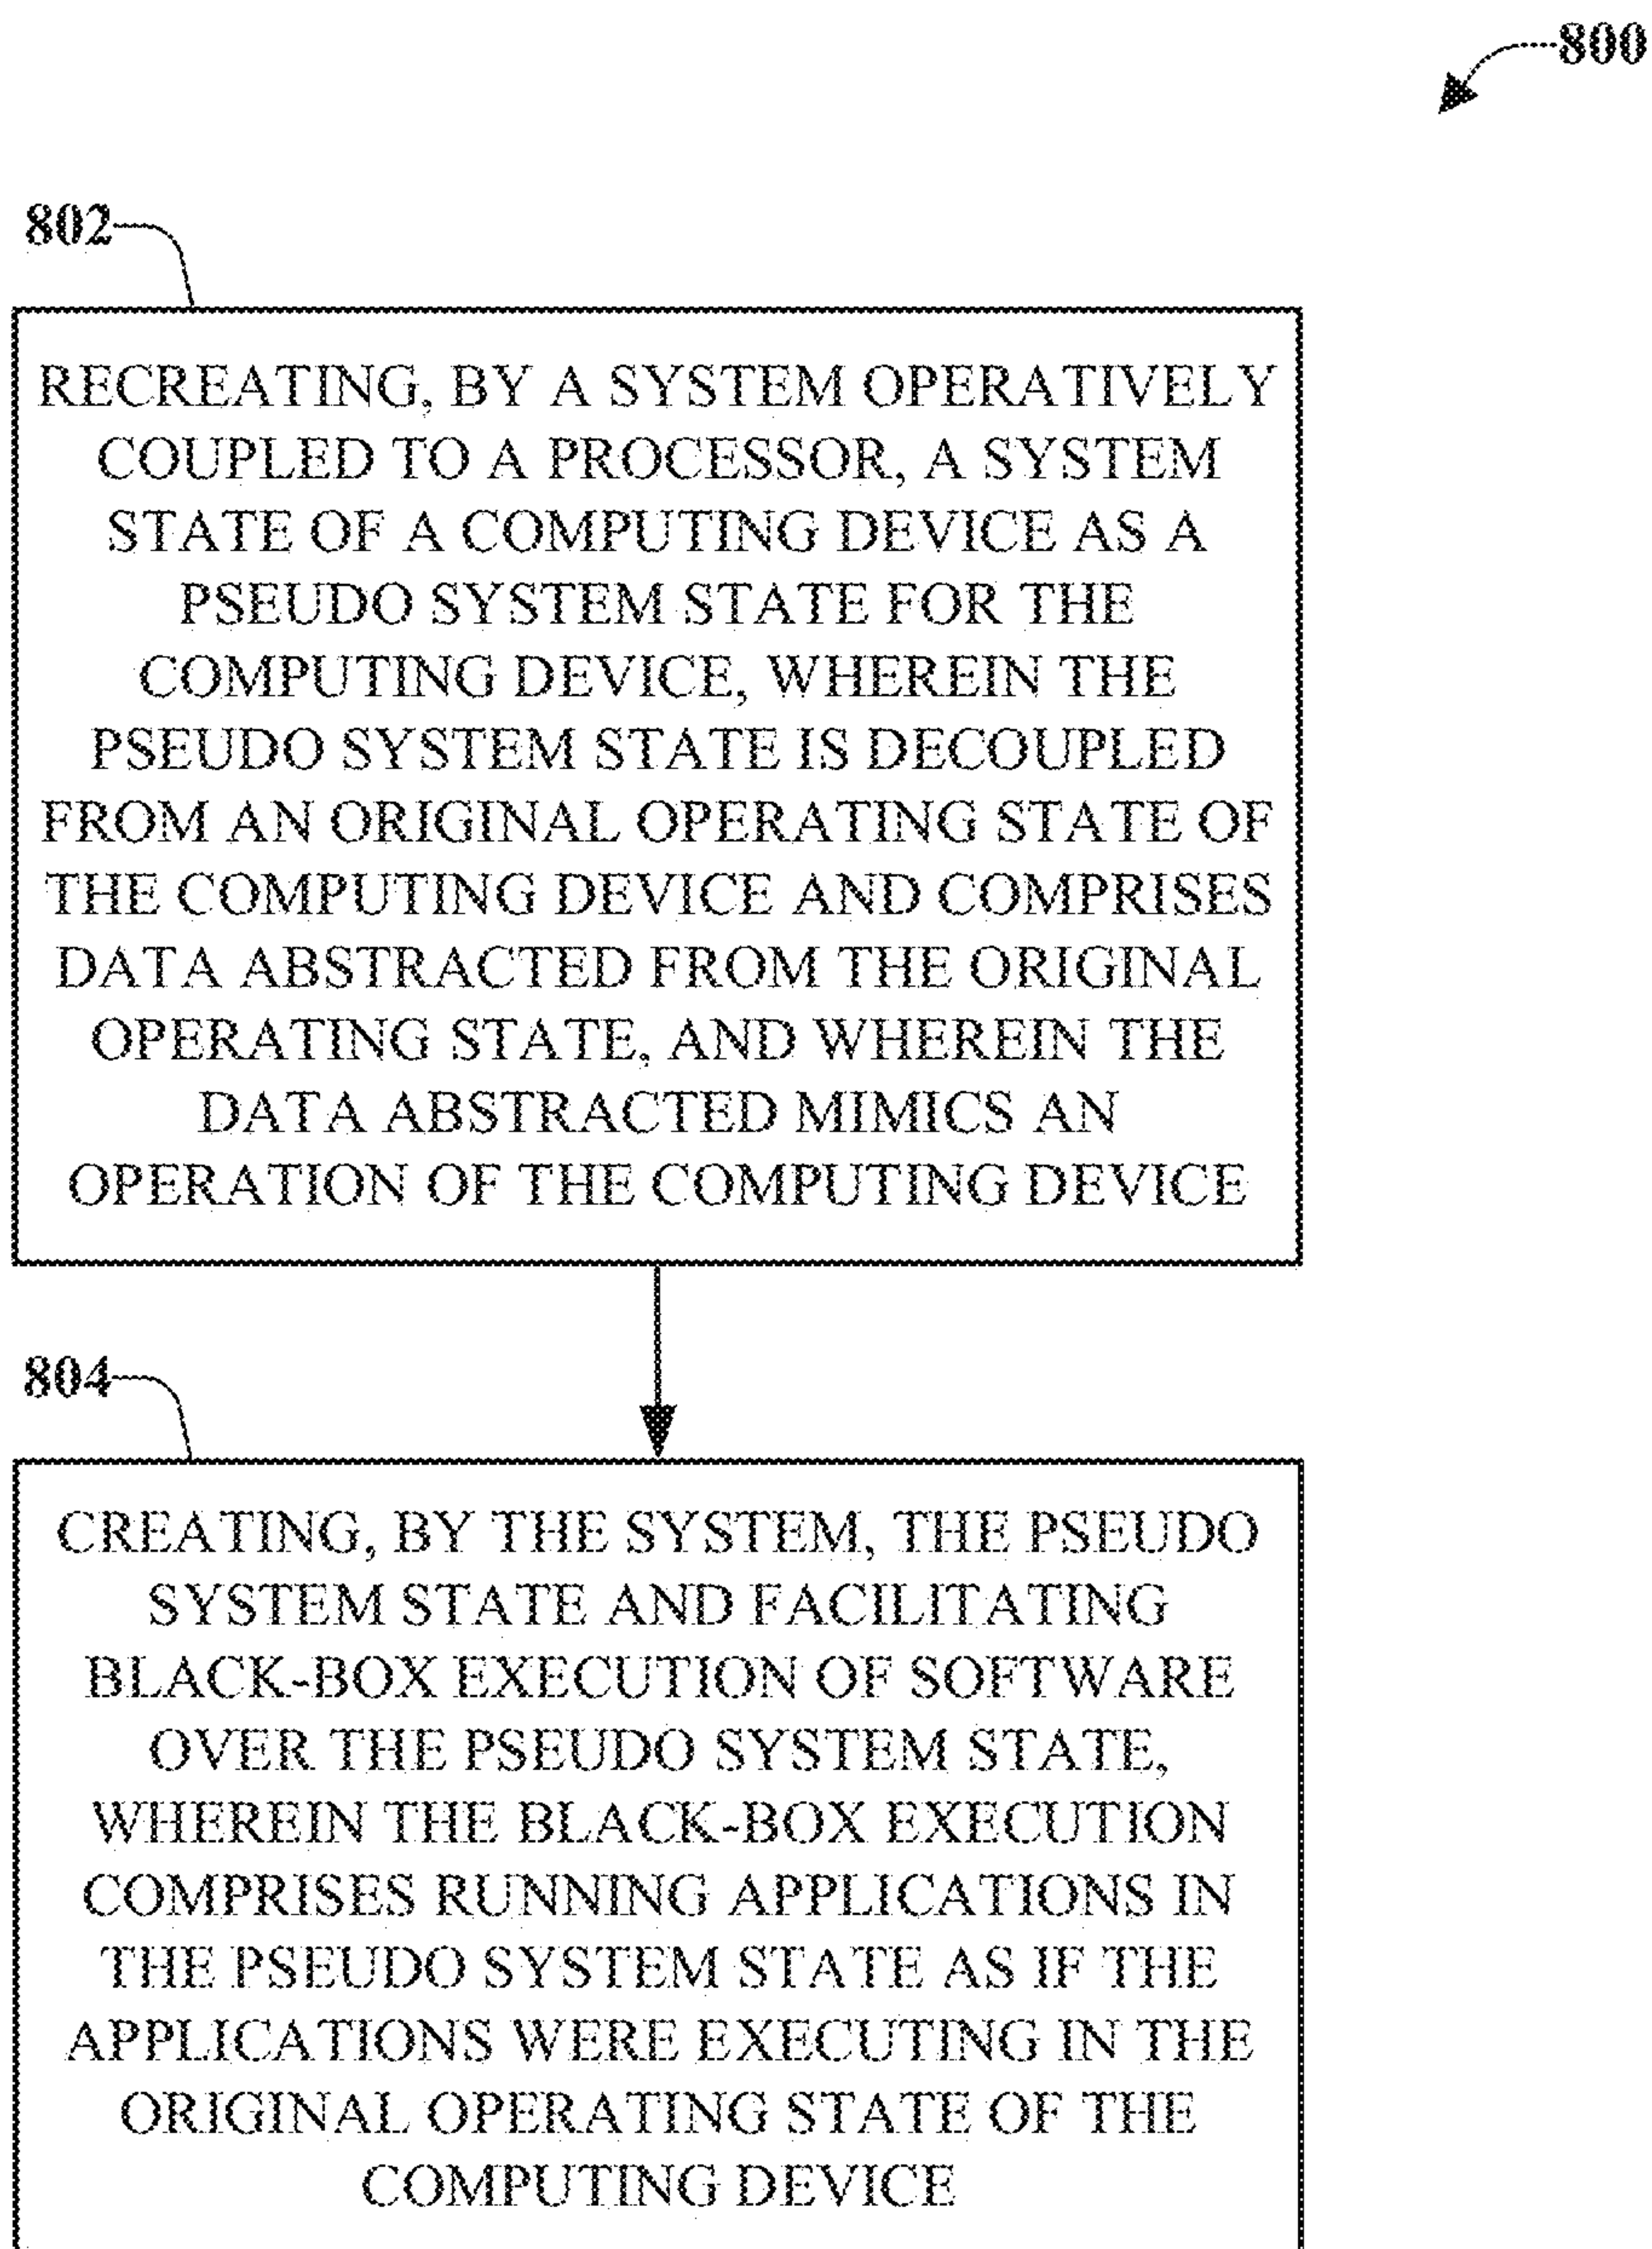 800
802
RECREATING, BY A SYSTEM OPERATIVELY
COUPLED TO A PROCESSOR, A SYSTEM
STATE OF A COMPUTING DEVICE AS A
PSEUDO SYSTEM STATE FOR THE
COMPUTING DEVICE, WHEREIN THE
PSEUDO SYSTEM STATE IS DECOUPLED
FROM AN ORIGINAL OPERATING STATE OF
THE COMPUTING DEVICE AND COMPRISES
DATA ABSTRACTED FROM THE ORIGINAL
OPERATING STATE, AND WHEREIN THE
DATA ABSTRACTED MIMICS AN
OPERATION OF THE COMPUTING DEVICE
804
CREATING, BY THE SYSTEM, THE PSEUDO
SYSTEM STATE AND FACILITATING
BLACK-BOX EXECUTION OF SOFTWARE
OVER THE PSEUDO SYSTEM STATE,
WHEREIN THE BLACK-BOX EXECUTION
COMPRISES RUNNING APPLICATIONS IN
THE PSEUDO SYSTEM STATE AS IF THE
APPLICATIONS WERE EXECUTING IN THE
ORIGINAL OPERATING STATE OF THE
COMPUTING DEVICE